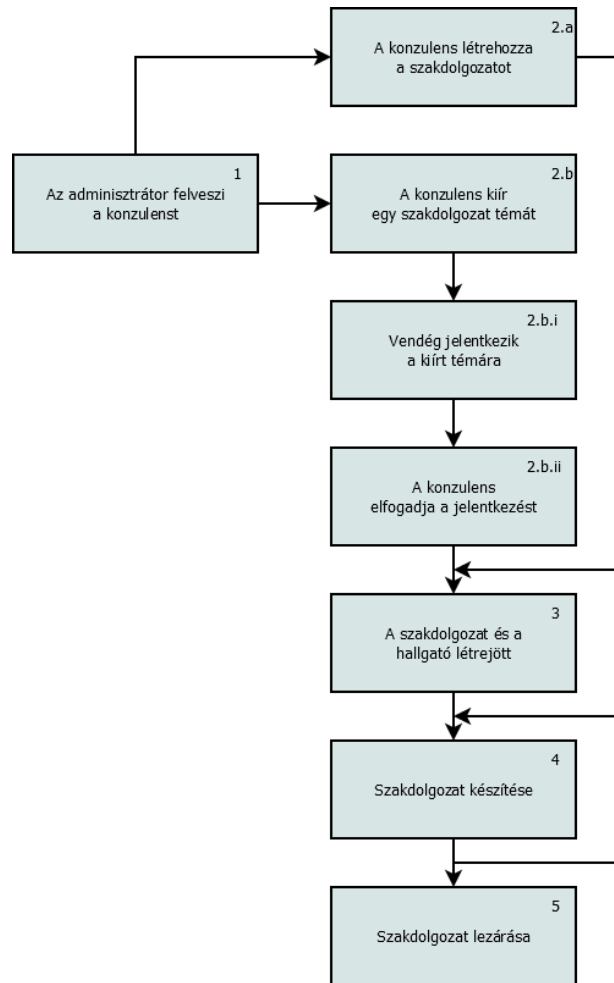 2.a
A konzulens létrehozza
a szakdolgozatot
1
Az adminisztrátor felveszi
a konzulenst
2.b
A konzulens kiír
egy szakdolgozat témát
2.b.i
Vendég jelentkezik
a kiírt témára
2.b.ii
A konzulens
elfogadja a jelentkezést
3
A szakdolgozat és a
hallgató létrejött
4
Szakdolgozat készítése
5
Szakdolgozat lezárása